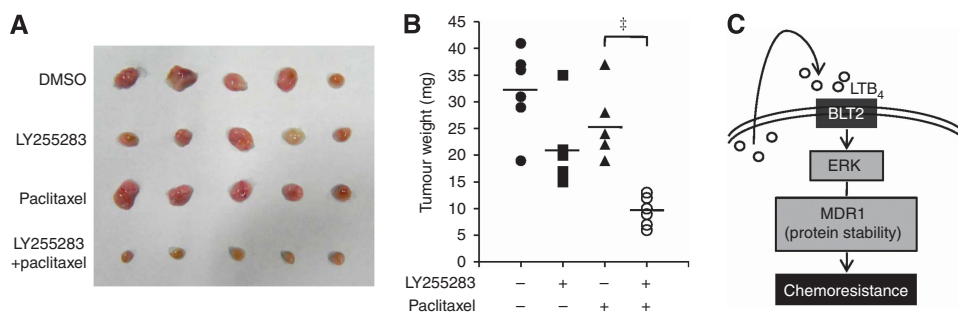 A
DMSO
LY255283
Paclitaxel
LY255283
+paclitaxel
B
Tumour weight (mg)
45
40
35
30
25
20
15
10
5
0
‡
LY255283 – + – +
Paclitaxel – – + +
C
LTB4
BLT2
ERK
MDR1
(protein stability)
Chemoresistance